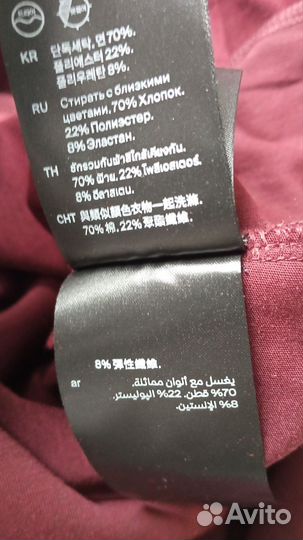 KR 단독세탁, 면 70%,
폴리에스터 22%,
폴리우레탄 8%.
RU Стирать с близкими
цветами, 70% Хлопок.
22% Полиэстер.
8% Эластан.
TH ซักรวมกับผ้าสีใกล้เคียงกัน.
70% ฝ้าย. 22% โพลีเอสเตอร์.
8% อีลาสเตน.
CHT 與類似顏色衣物一起洗滌.
70% 棉, 22% 聚酯纖維,
8% 彈性纖維.
ar يغسل مع ألوان مماثلة.
70% قطن. 22% البوليستر.
8% الإلستين.
Avito